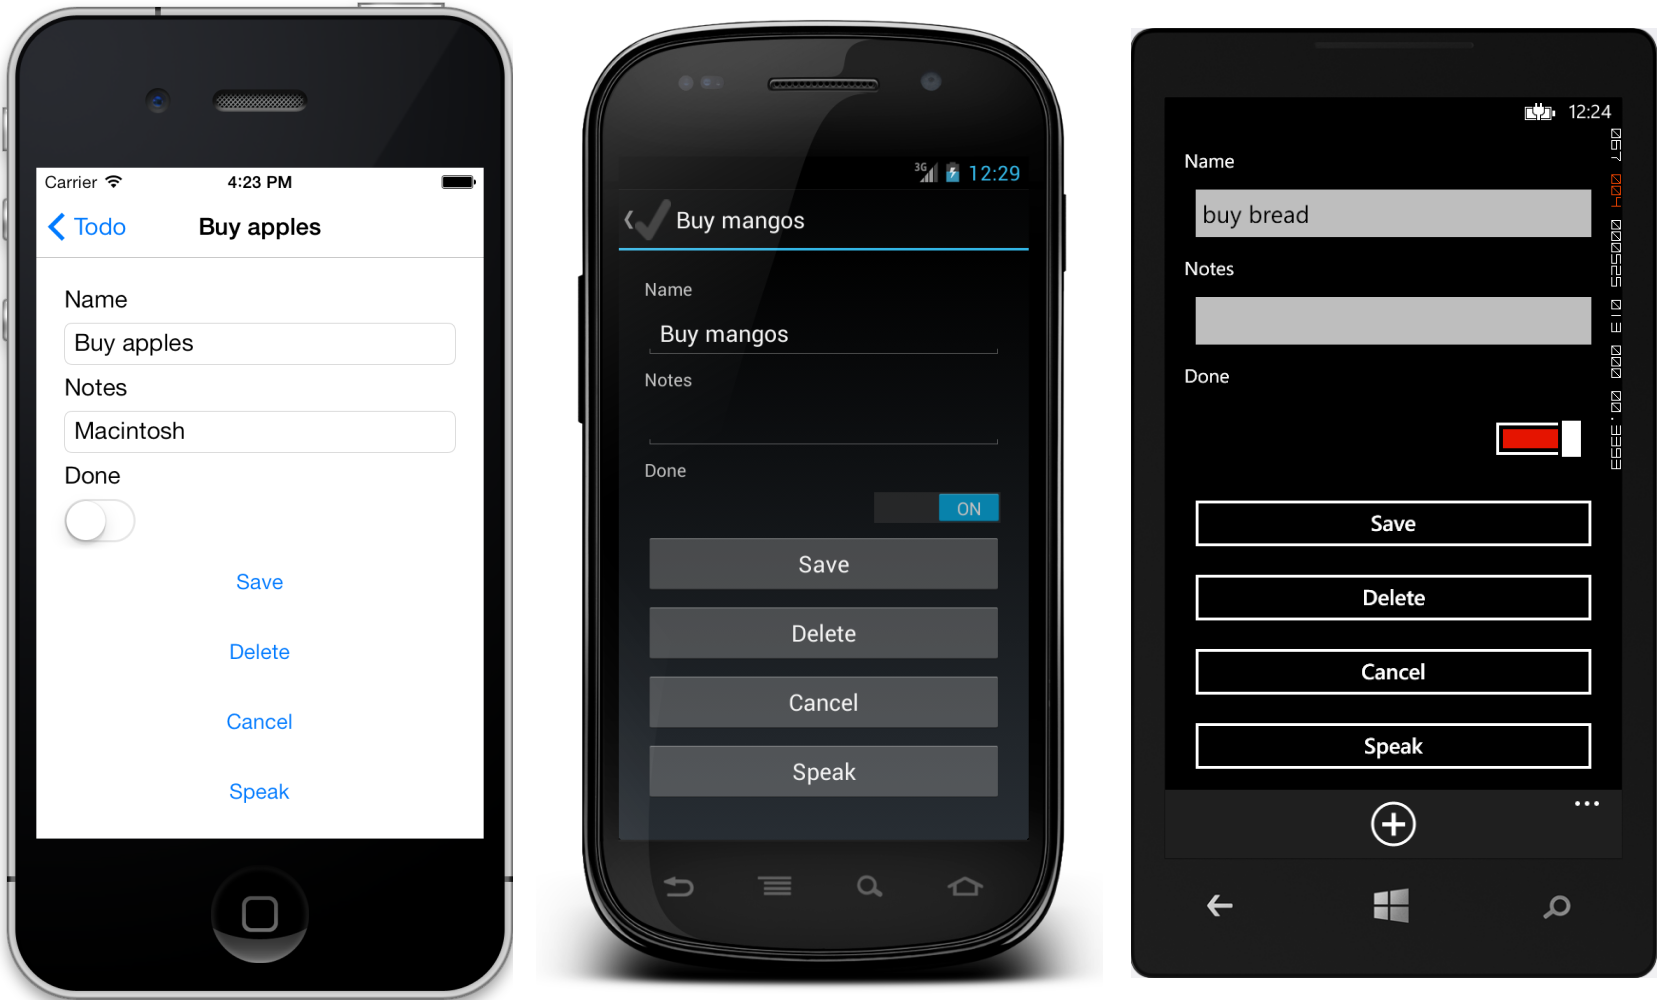 Carrier
4:23 PM
Todo
Buy apples
Name
Buy apples
Notes
Macintosh
Done
Save
Delete
Cancel
Speak
3G
12:29
Buy mangos
Name
Buy mangos
Notes
Done
ON
Save
Delete
Cancel
Speak
12:24
Name
buy bread
Notes
Done
Save
Delete
Cancel
Speak